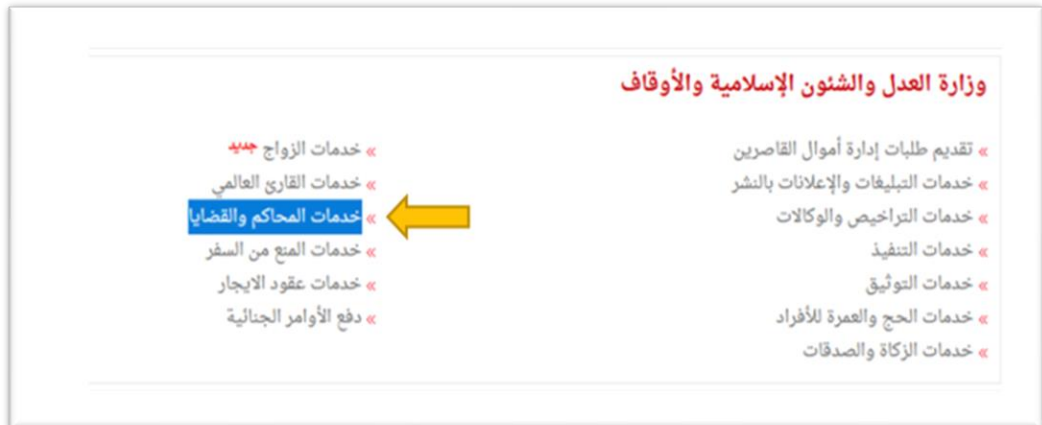 وزارة العدل والشئون الإسلامية والأوقاف
» تقديم طلبات إدارة أموال القاصرين
» خدمات التبليغات والإعلانات بالنشر
» خدمات التراخيص والوكالات
» خدمات التنفيذ
» خدمات التوثيق
» خدمات الحج والعمرة للأفراد
» خدمات الزكاة والصدقات
» خدمات الزواج جديد
» خدمات القارئ العالمي
» خدمات المحاكم والقضايا
» خدمات المنع من السفر
» خدمات عقود الايجار
» دفع الأوامر الجنائية